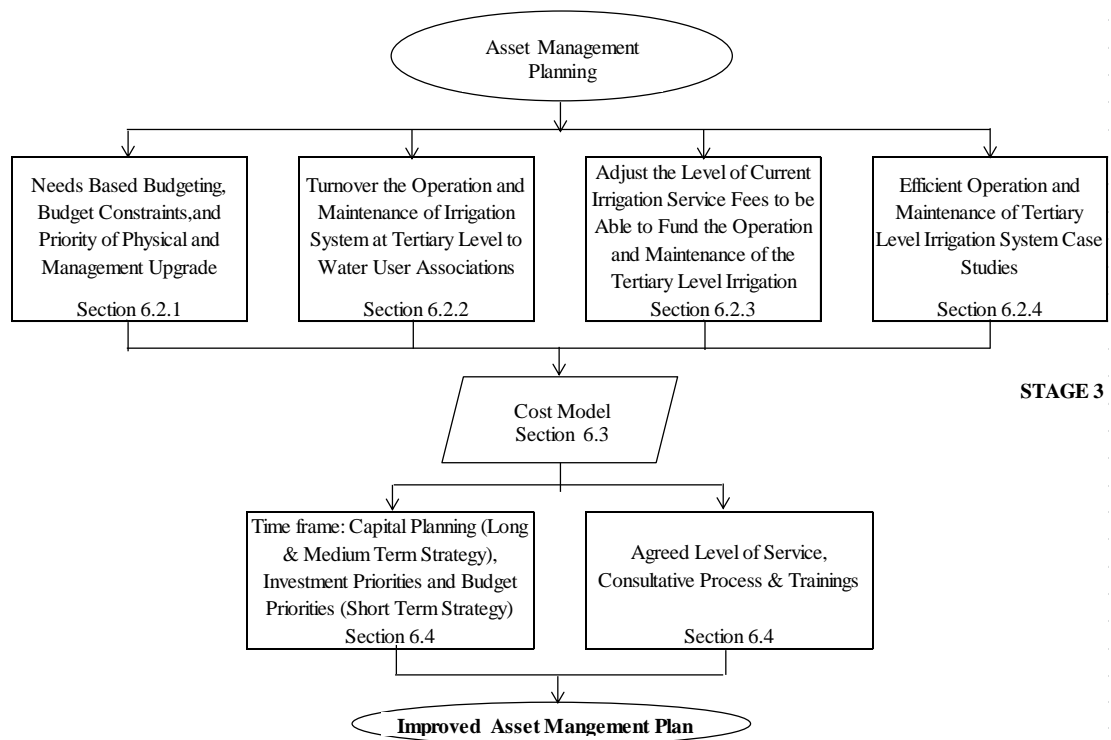 Asset Management
Planning
Needs Based Budgeting,
Budget Constraints,and
Priority of Physical and
Management Upgrade
Section 6.2.1
Turnover the Operation and
Maintenance of Irrigation
System at Tertiary Level to
Water User Associations
Section 6.2.2
Adjust the Level of Current
Irrigation Service Fees to be
Able to Fund the Operation
and Maintenance of the
Tertiary Level Irrigation
Section 6.2.3
Efficient Operation and
Maintenance of Tertiary
Level Irrigation System Case
Studies
Section 6.2.4
STAGE 3
Cost Model
Section 6.3
Time frame: Capital Planning (Long
& Medium Term Strategy),
Investment Priorities and Budget
Priorities (Short Term Strategy)
Section 6.4
Agreed Level of Service,
Consultative Process & Trainings
Section 6.4
Improved Asset Mangement Plan